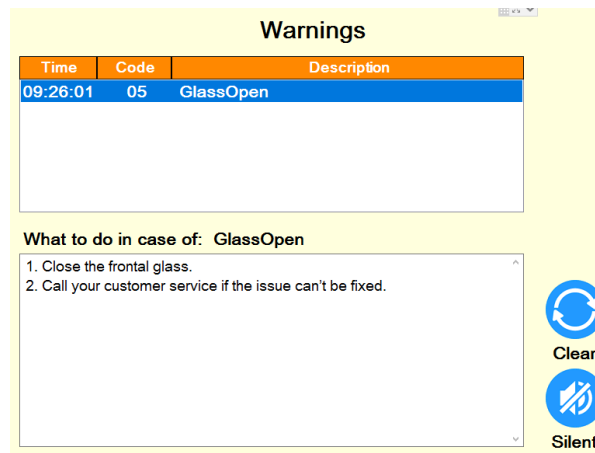 Warnings
Time Code Description
09:26:01 05 GlassOpen
What to do in case of: GlassOpen
1. Close the frontal glass.
2. Call your customer service if the issue can't be fixed.
Clear
Silent